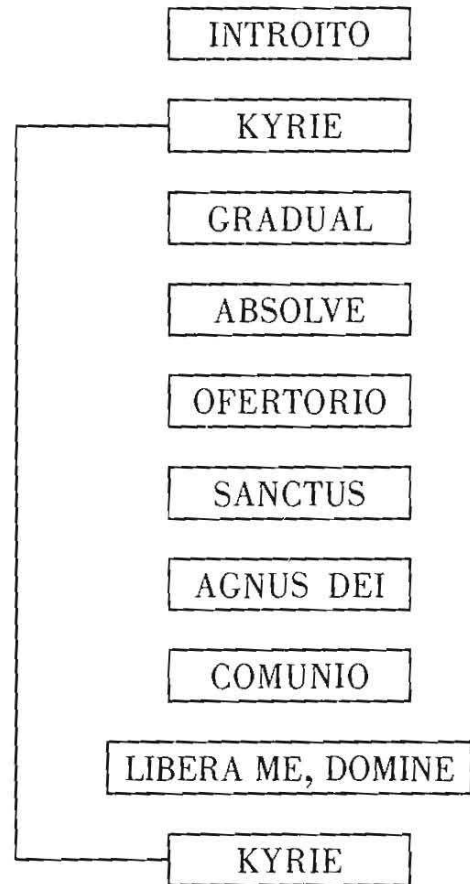 INTROITO
KYRIE
GRADUAL
ABSOLVE
OFERTORIO
SANCTUS
AGNUS DEI
COMUNIO
LIBERA ME, DOMINE
KYRIE